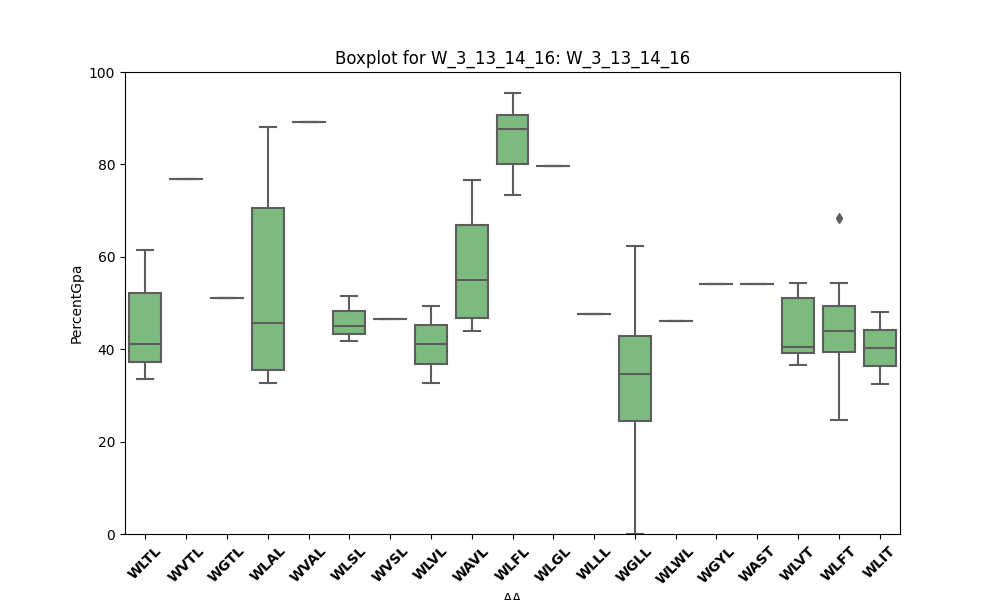 Boxplot for W_3_13_14_16: W_3_13_14_16
PercentGpa
100
80
60
40
20
0
WLTL
WVTL
WGTL
WLAL
WVAL
WLSL
WVSL
WLVL
WAVL
WLFL
WLGL
WLLL
WGLL
WLWL
WGYL
WAST
WLVT
WLFT
WLIT
AA